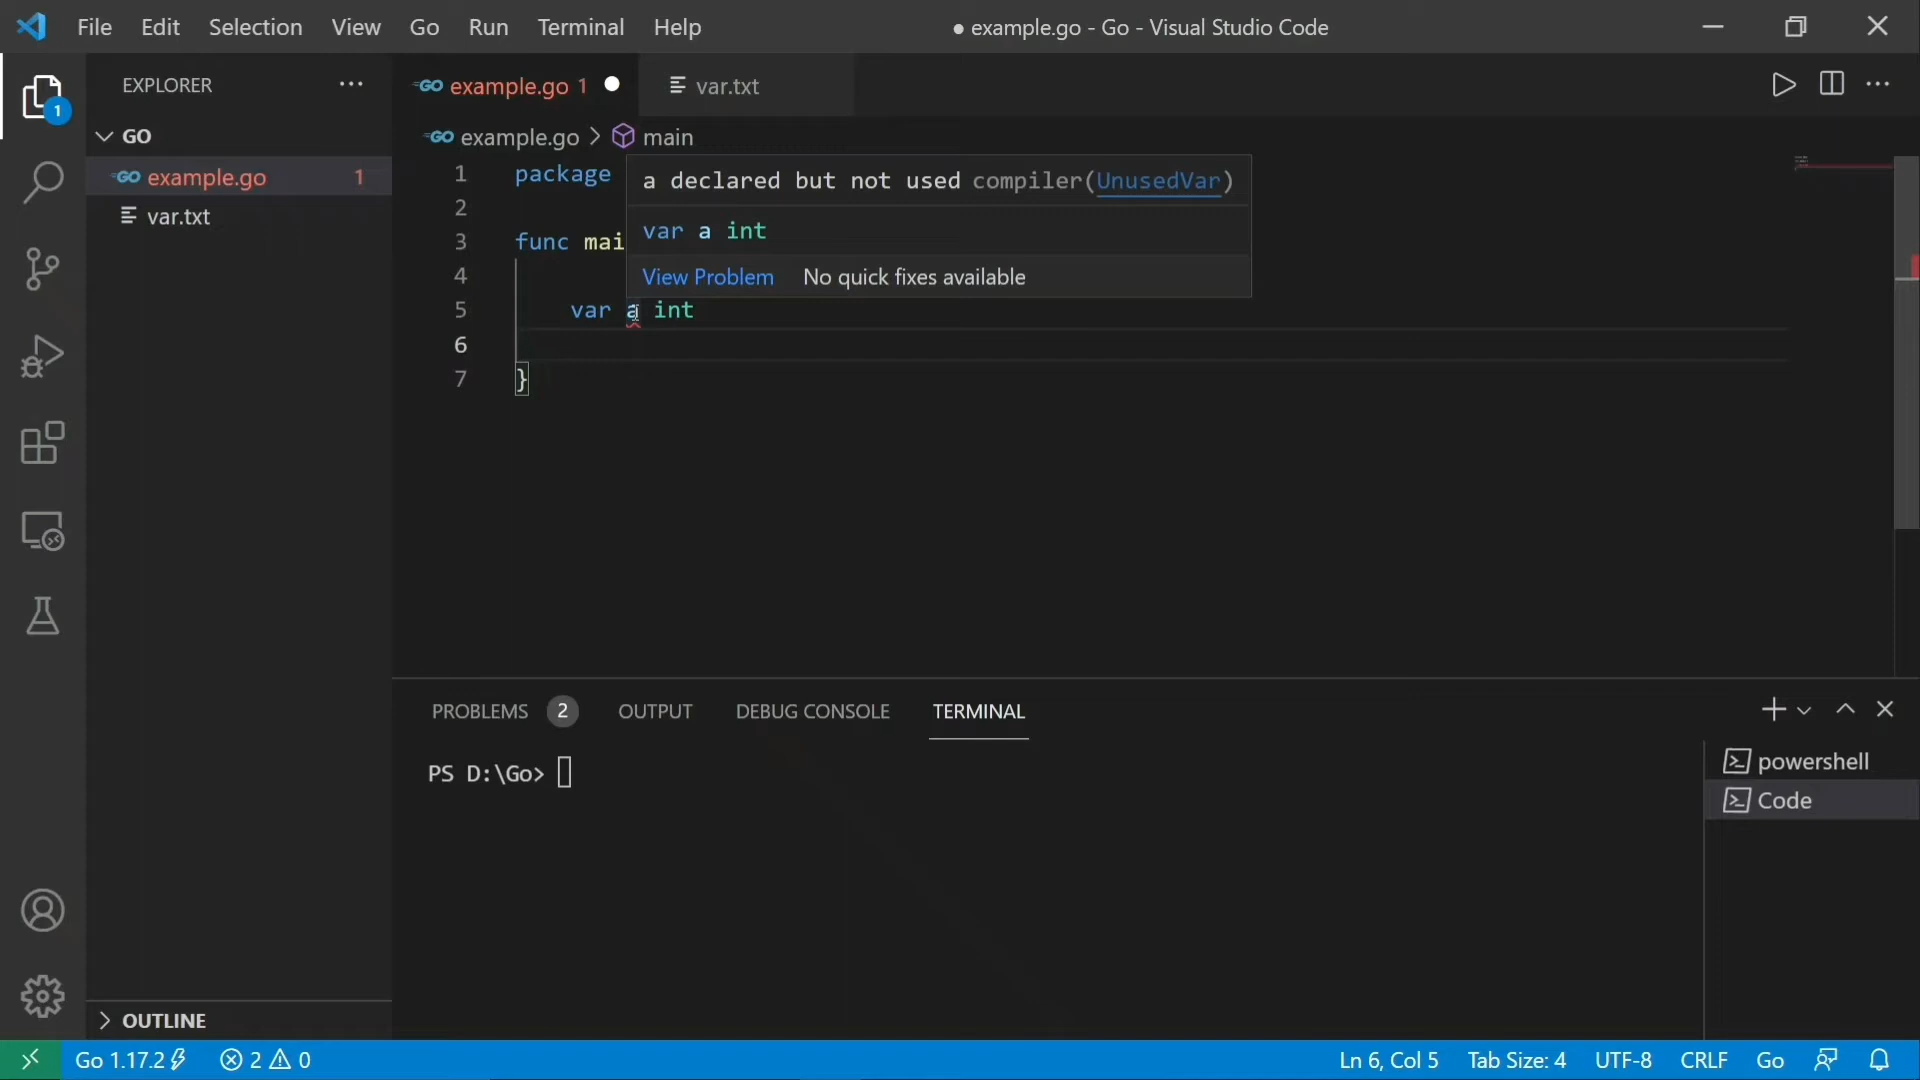 File Edit Selection View Go Run Terminal Help
● example.go - Go - Visual Studio Code
1
EXPLORER ...
GO
GO example.go 1
var.txt
OUTLINE
GO example.go 1
var.txt
GO example.go > main
1 package
2
3 func mai
4
5 var a int
6
7 }
a declared but not used compiler(UnusedVar)
var a int
View Problem No quick fixes available
PROBLEMS 2 OUTPUT DEBUG CONSOLE TERMINAL
PS D:\Go>
powershell
Code
Go 1.17.2 2 0
Ln 6, Col 5 Tab Size: 4 UTF-8 CRLF Go